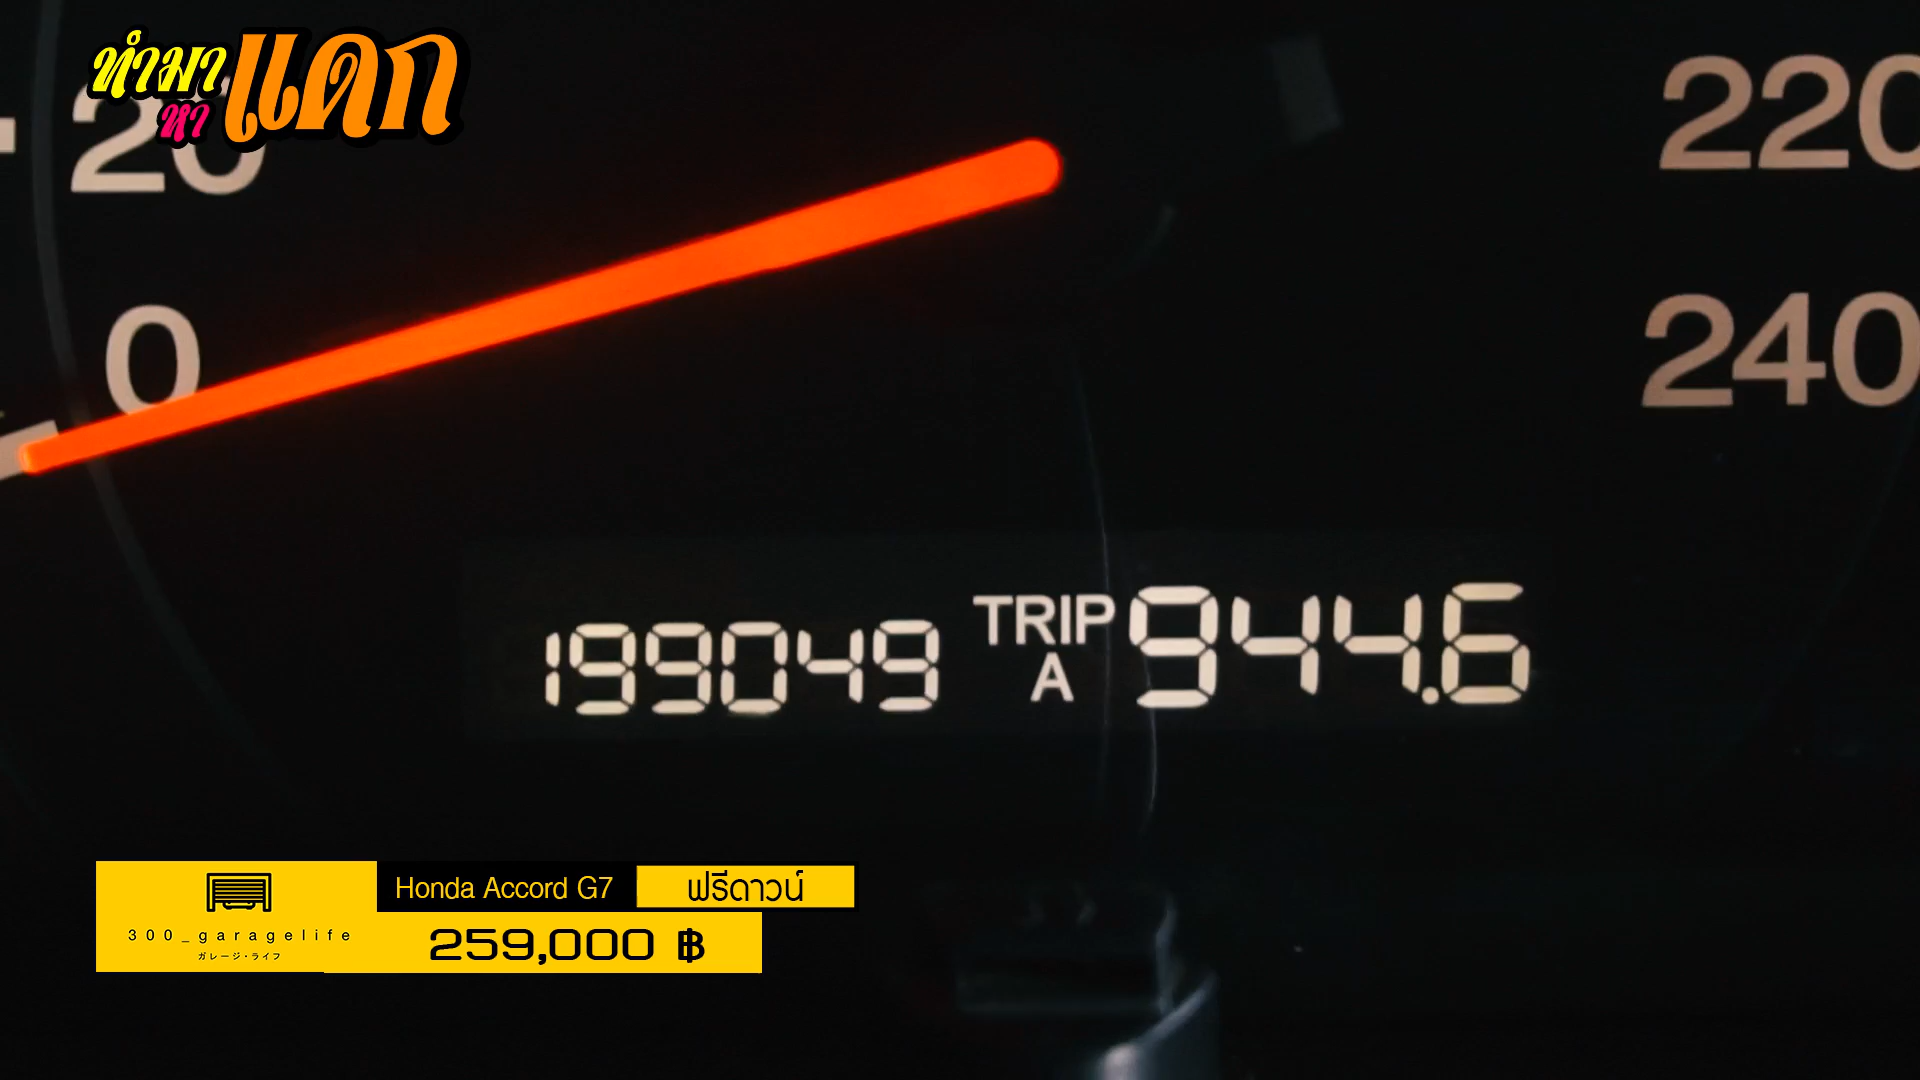 ทำมา
หา
แดก
20
0
220
240
199049
TRIP
A
944.6
Honda Accord G7
ฟรีดาวน์
300_garagelife
ガレージ・ライフ
259,000 ฿